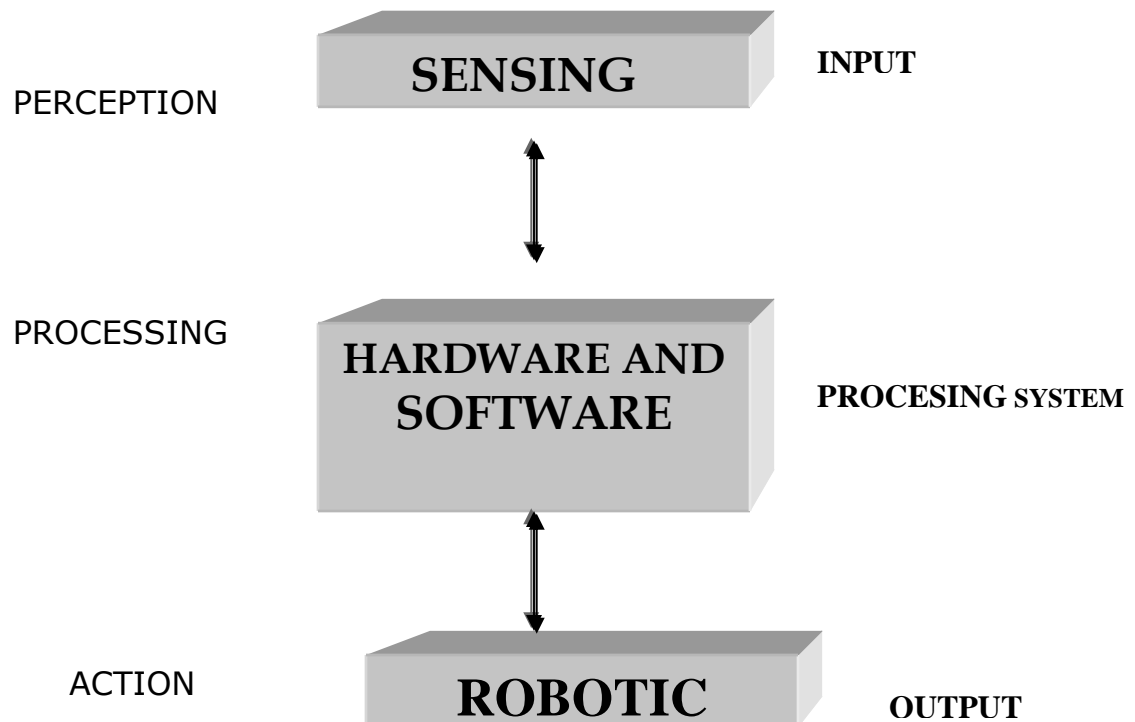 SENSING
INPUT
PERCEPTION
PROCESSING
HARDWARE AND
SOFTWARE
PROCESING SYSTEM
ACTION
ROBOTIC
OUTPUT